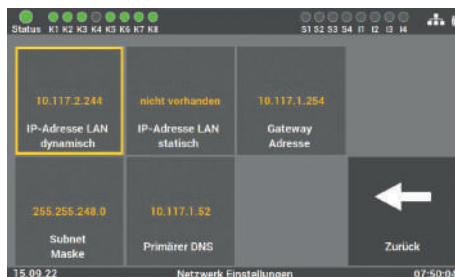 Status K1 K2 K3 K4 K5 K6 K7 K8 S1 S2 S3 S4 I1 I2 I3 I4
10.117.2.244
IP-Adresse LAN
dynamisch
nicht vorhanden
IP-Adresse LAN
statisch
10.117.1.254
Gateway
Adresse
255.255.248.0
Subnet
Maske
10.117.1.52
Primärer DNS
Zurück
15.09.22 Netzwerk Einstellungen 07:50:04